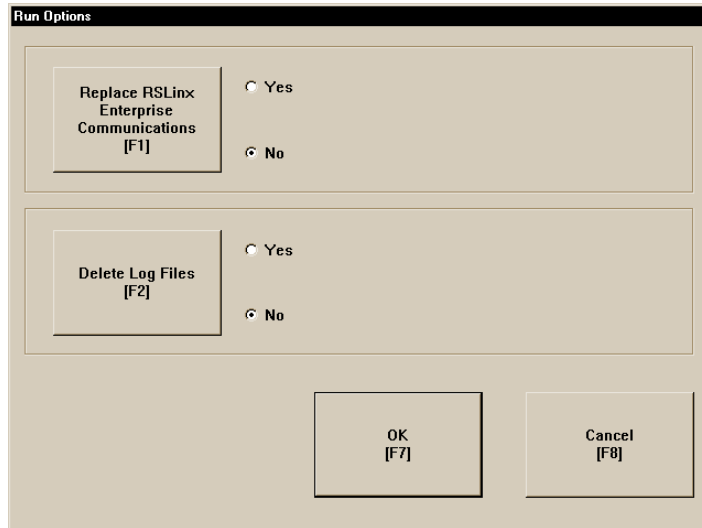 Run Options
Replace RSLinx
Enterprise
Communications
[F1]
Yes
No
Delete Log Files
[F2]
Yes
No
OK
[F7]
Cancel
[F8]